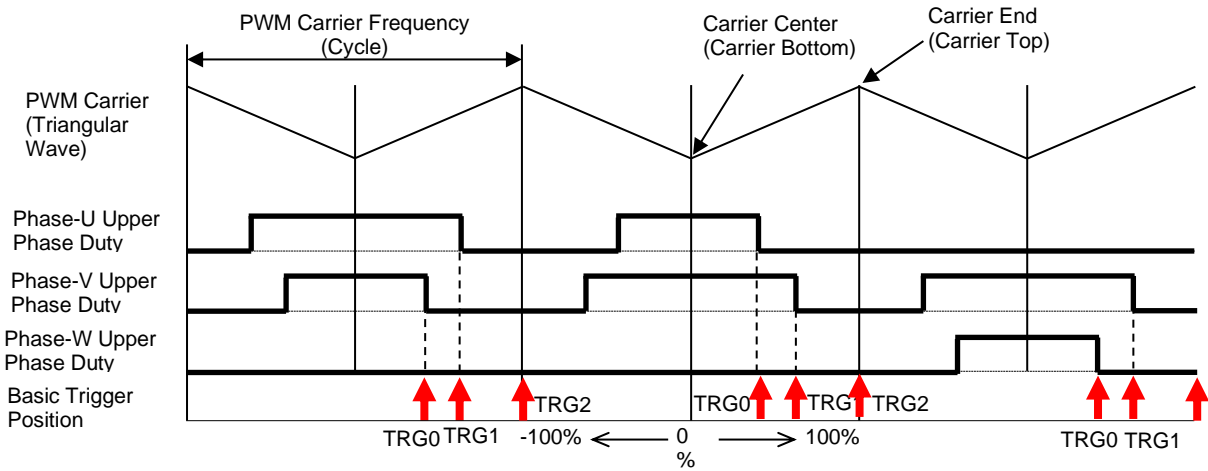 PWM Carrier Frequency
(Cycle)
Carrier Center
(Carrier Bottom)
Carrier End
(Carrier Top)
PWM Carrier
(Triangular
Wave)
Phase-U Upper
Phase Duty
Phase-V Upper
Phase Duty
Phase-W Upper
Phase Duty
Basic Trigger
Position
TRG0
TRG1
TRG2
-100%
0
%
100%
TRG0
TRG1
TRG2
TRG0
TRG1